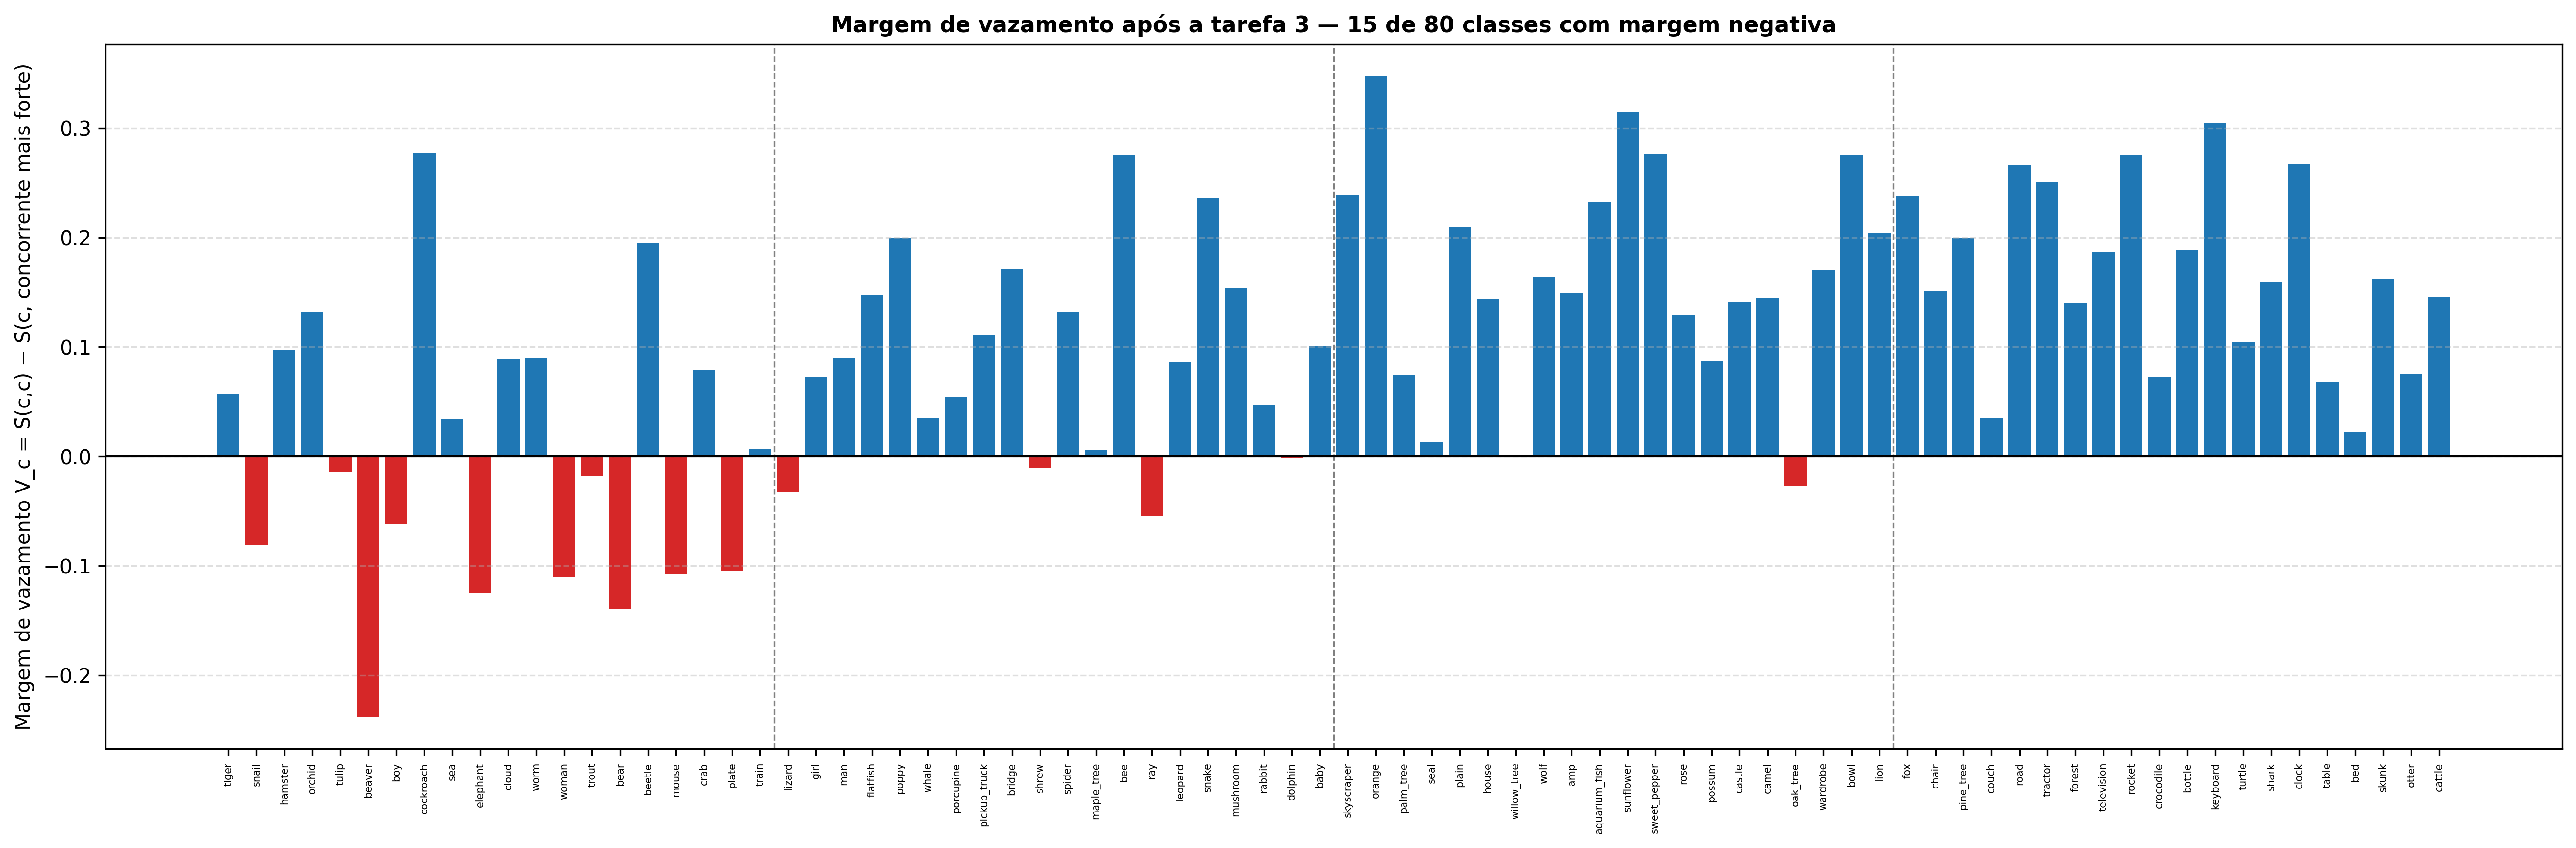 Margem de vazamento após a tarefa 3 — 15 de 80 classes com margem negativa
Margem de vazamento V_c = S(c,c) − S(c, concorrente mais forte)
0.3
0.2
0.1
0.0
−0.1
−0.2
tiger
snail
hamster
orchid
tulip
beaver
boy
cockroach
sea
elephant
cloud
worm
woman
trout
bear
beetle
mouse
crab
plate
train
lizard
girl
man
flatfish
poppy
whale
porcupine
pickup_truck
bridge
shrew
spider
maple_tree
bee
ray
leopard
snake
mushroom
rabbit
dolphin
baby
skyscraper
orange
palm_tree
seal
plain
house
willow_tree
wolf
lamp
aquarium_fish
sunflower
sweet_pepper
rose
possum
castle
camel
oak_tree
wardrobe
bowl
lion
fox
chair
pine_tree
couch
road
tractor
forest
television
rocket
crocodile
bottle
keyboard
turtle
shark
clock
table
bed
skunk
otter
cattle